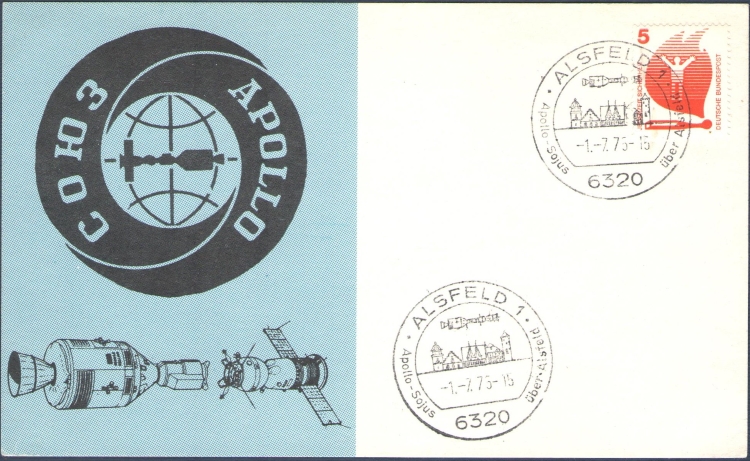 СОЮЗ
APOLLO
5
DEUTSCHE BUNDESPOST
· ALSFELD 1 ·
Apollo-Sojus
über Alsfeld
-1.-7.75-15
6320
· ALSFELD 1 ·
Apollo-Sojus
über Alsfeld
-1.-7.75-15
6320